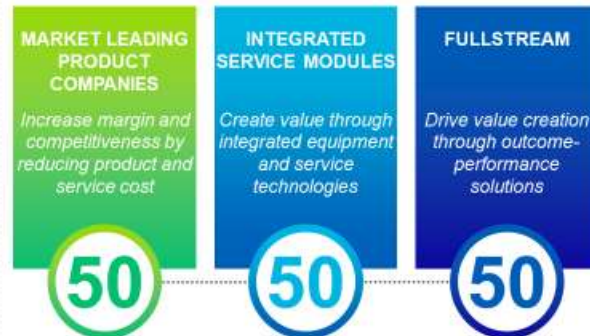 MARKET LEADING
PRODUCT
COMPANIES
Increase margin and
competitiveness by
reducing product and
service cost
50
INTEGRATED
SERVICE MODULES
Create value through
integrated equipment
and service
technologies
50
FULLSTREAM
Drive value creation
through outcome-
performance
solutions
50